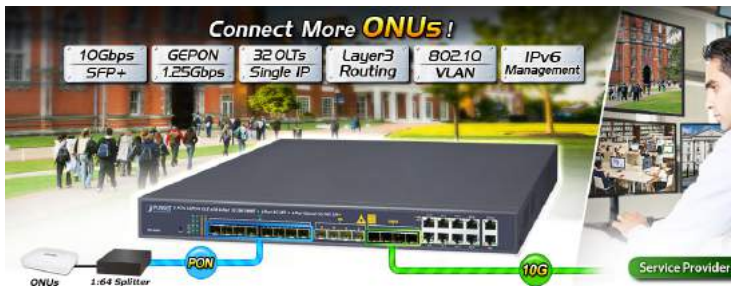 Connect More ONUs!
10Gbps
SFP+
GEPON
1.25Gbps
32 OLTs
Single IP
Layer3
Routing
802.1Q
VLAN
IPv6
Management
PLANET
PON
10G
ONUs
1:64 Splitter
Service Provider